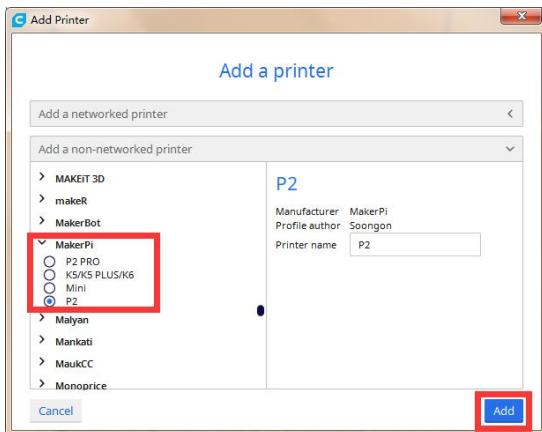 Add Printer
Add a printer
Add a networked printer
Add a non-networked printer
MAKEiT 3D
makeR
MakerBot
MakerPi
P2 PRO
K5/K5 PLUS/K6
Mini
P2
Malyan
Mankati
MaukCC
Monoprice
P2
Manufacturer MakerPi
Profile author Soongon
Printer name P2
Cancel
Add